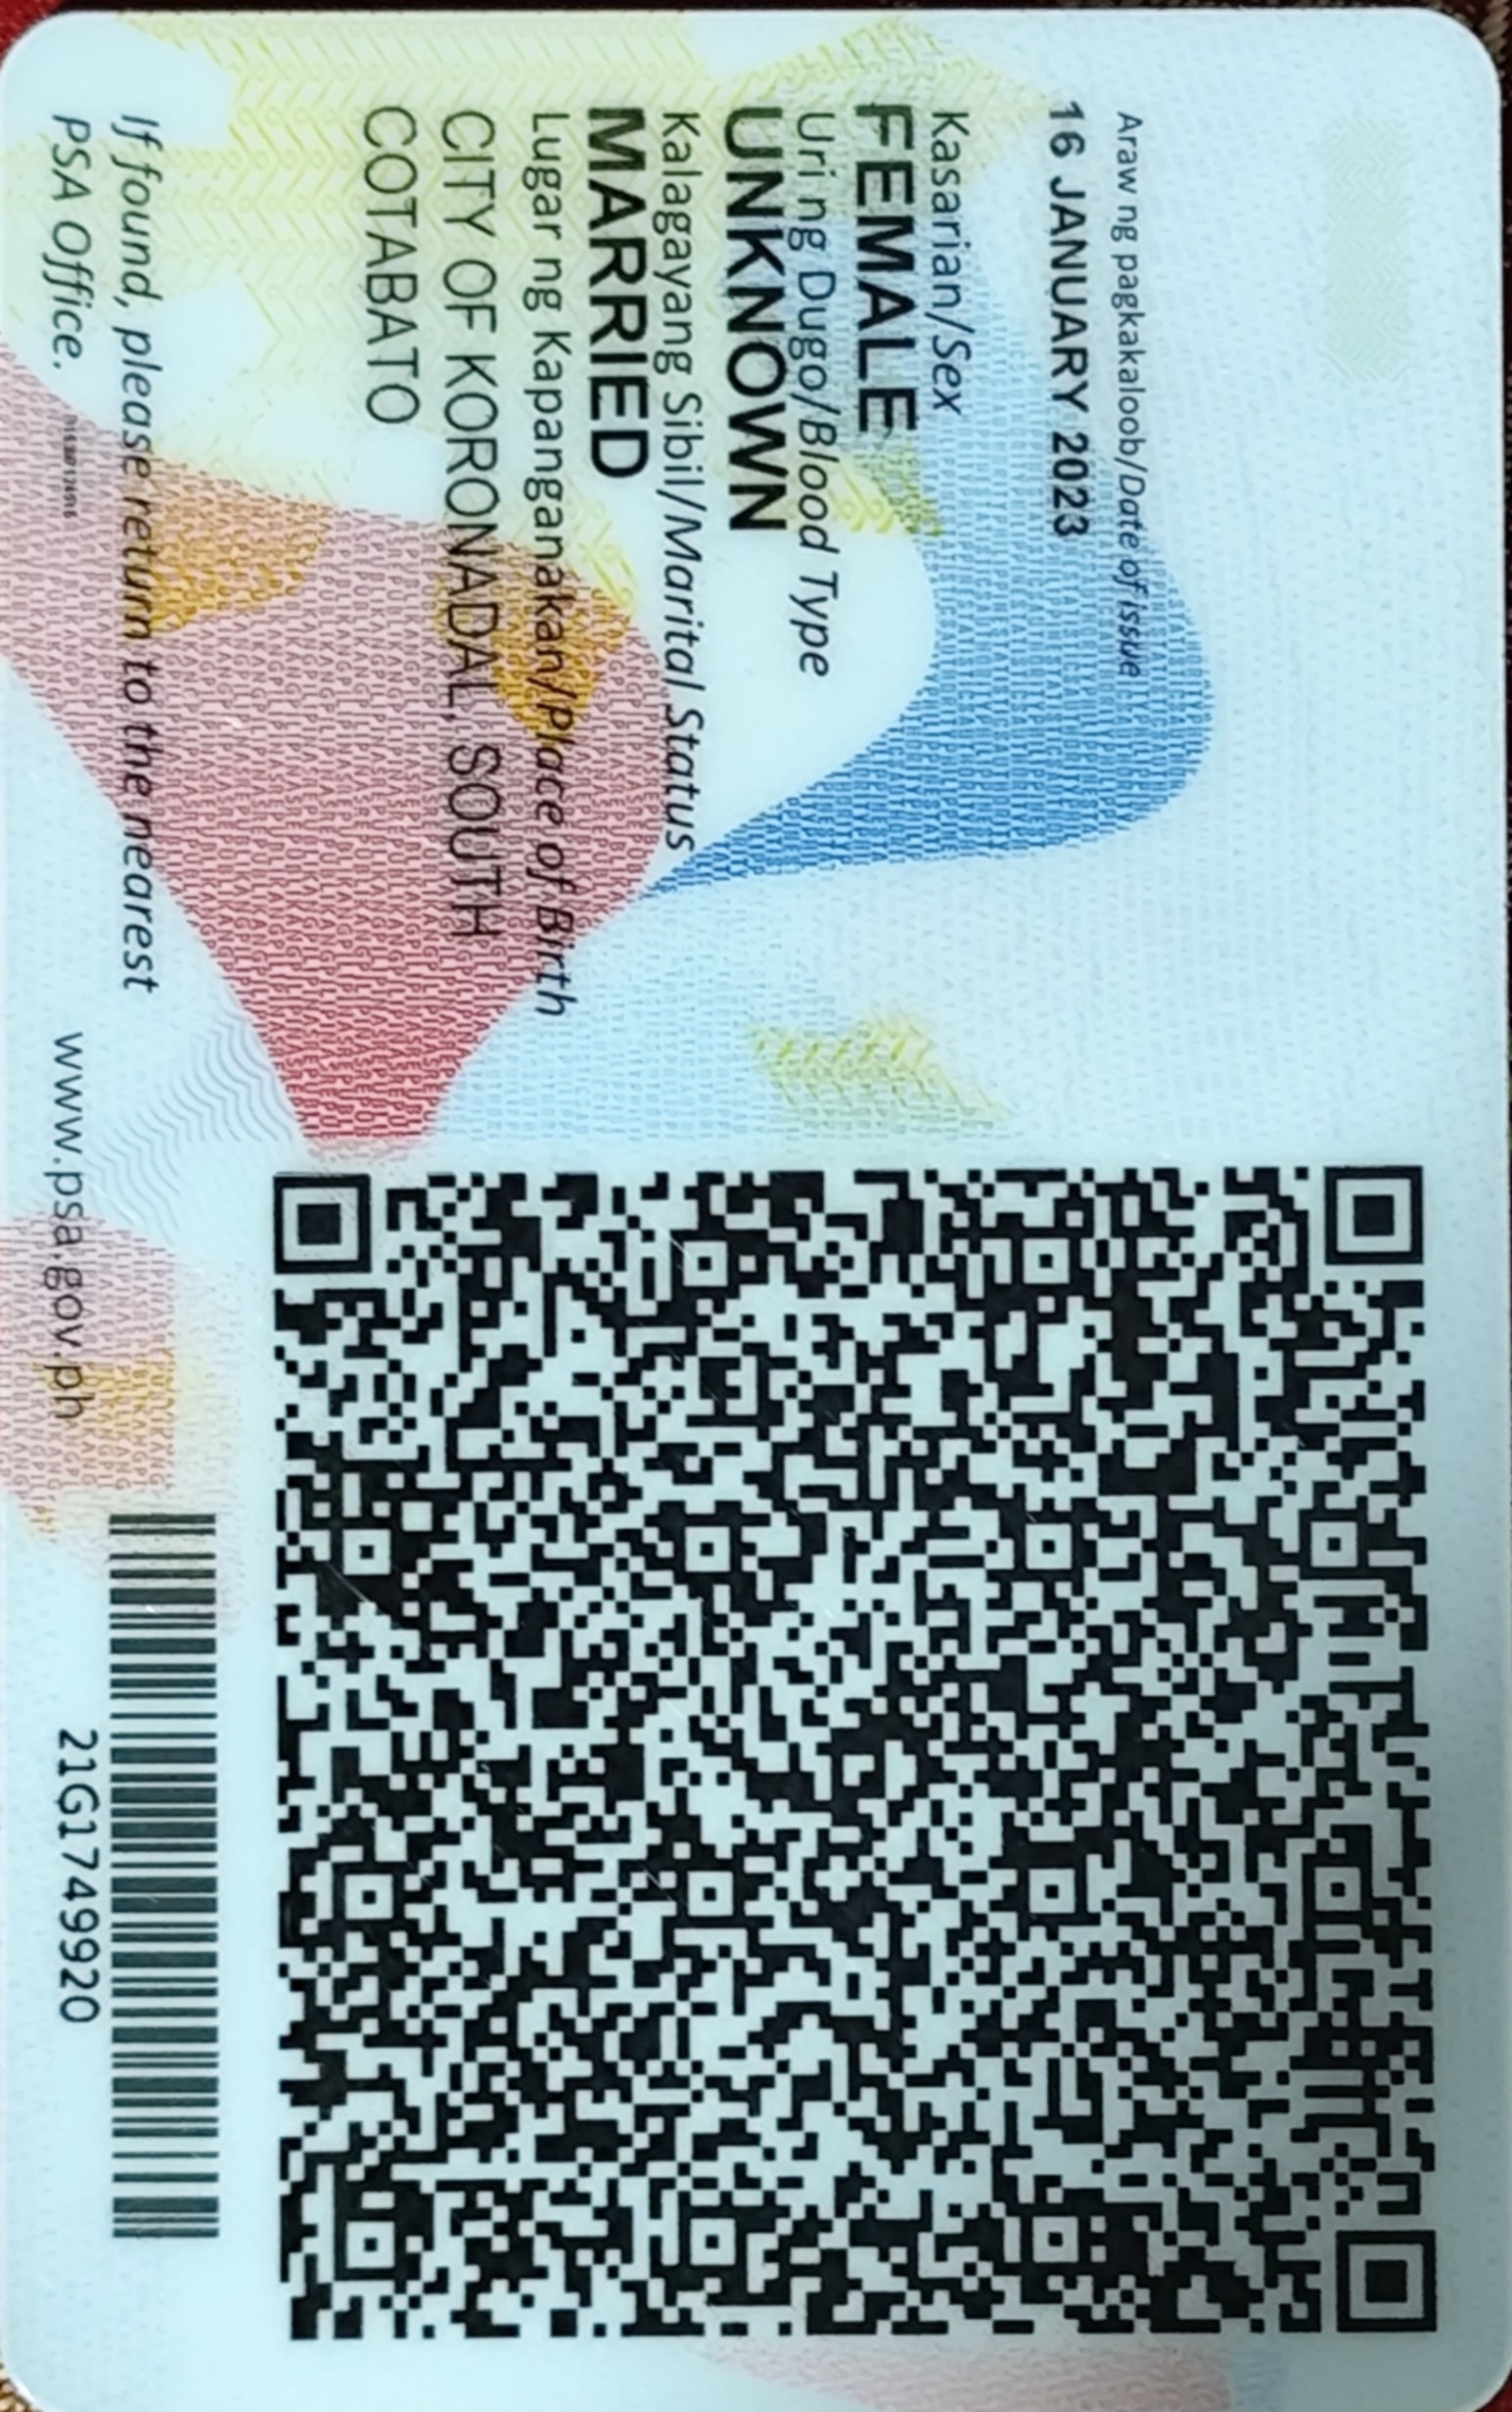 Araw ng pagkakaloob/Date of issue
16 JANUARY 2023
Kasarian/Sex
FEMALE
Uri ng Dugo/Blood Type
UNKNOWN
Kalagayang Sibil/Marital Status
MARRIED
Lugar ng Kapanganakan/Place of Birth
CITY OF KORONADAL, SOUTH
COTABATO
If found, please return to the nearest
PSA Office.
www.psa.gov.ph
21G1749920